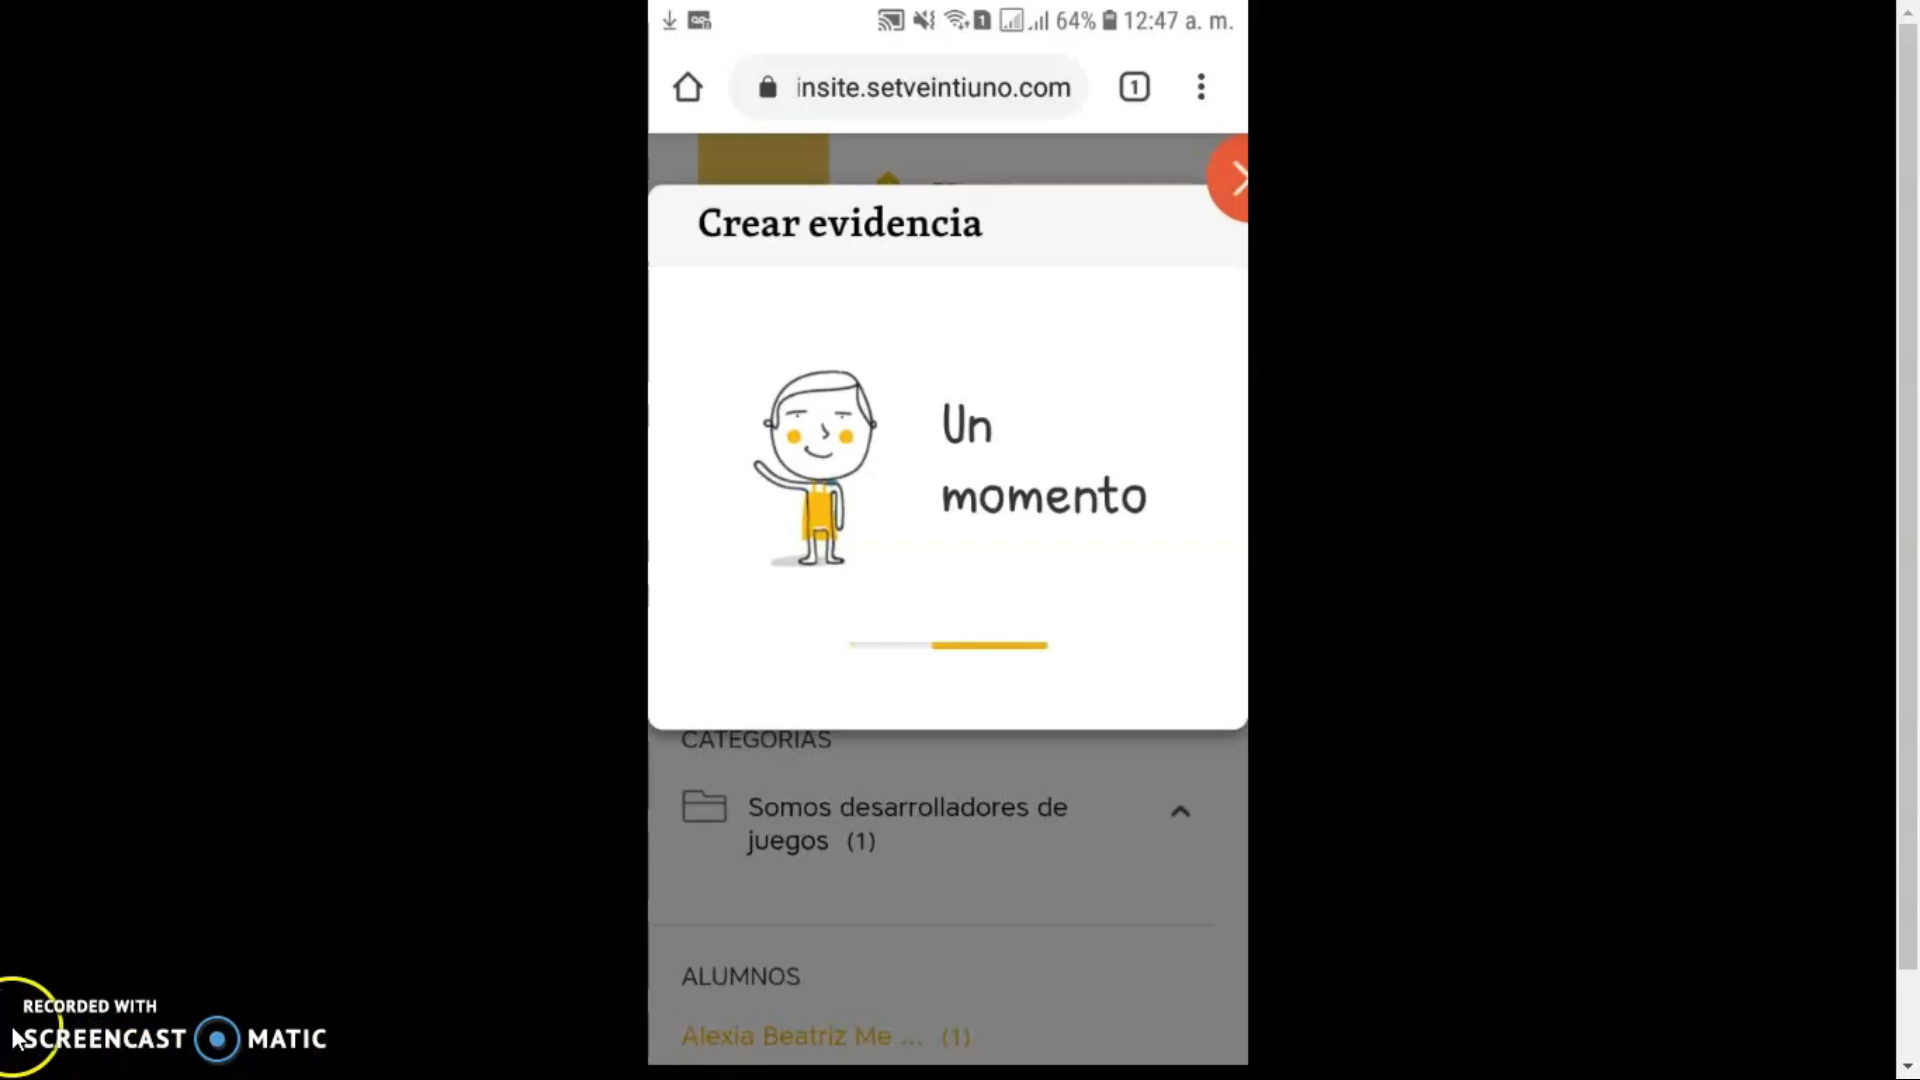 64% 12:47 a. m.
insite.setveintiuno.com
1
Crear evidencia
Un
momento
CATEGORIAS
Somos desarrolladores de
juegos (1)
ALUMNOS
Alexia Beatriz Me ... (1)
RECORDED WITH
SCREENCAST MATIC